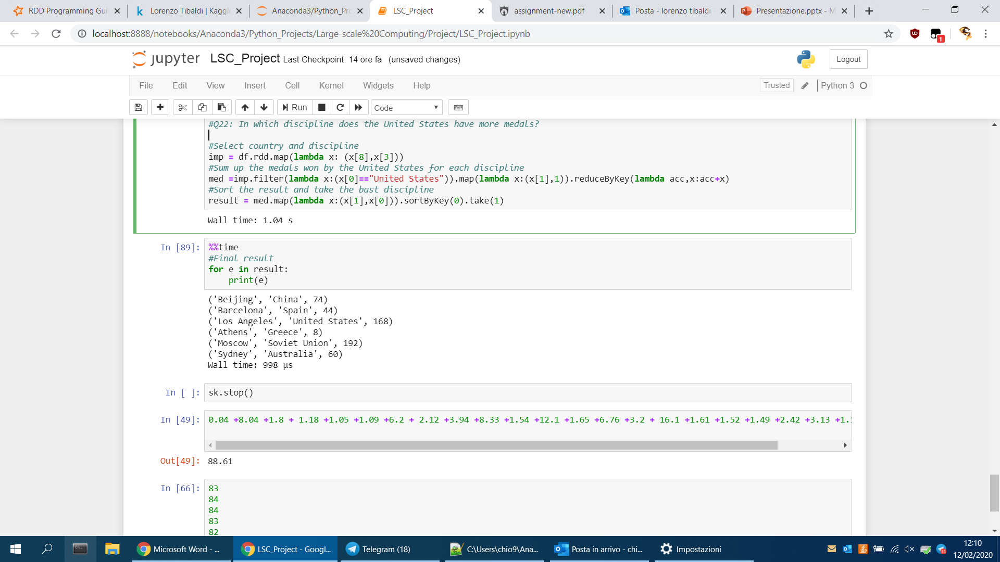 RDD Programming Gui
Lorenzo Tibaldi | Kaggle
Anaconda3/Python_Pro
LSC_Project
assignment-new.pdf
Posta - lorenzo tibaldi -
Presentazione.pptx - M
localhost:8888/notebooks/Anaconda3/Python_Projects/Large-scale%20Computing/Project/LSC_Project.ipynb
1
jupyter LSC_Project Last Checkpoint: 14 ore fa (unsaved changes)
Logout
File Edit View Insert Cell Kernel Widgets Help
Trusted
Python 3
Run
Code
#Q22: In which discipline does the United States have more medals?
#Select country and discipline
imp = df.rdd.map(lambda x: (x[8],x[3]))
#Sum up the medals won by the United States for each discipline
med =imp.filter(lambda x:(x[0]=="United States")).map(lambda x:(x[1],1)).reduceByKey(lambda acc,x:acc+x)
#Sort the result and take the bast discipline
result = med.map(lambda x:(x[1],x[0])).sortByKey(0).take(1)
Wall time: 1.04 s
In [89]: %%time
#Final result
for e in result:
    print(e)
('Beijing', 'China', 74)
('Barcelona', 'Spain', 44)
('Los Angeles', 'United States', 168)
('Athens', 'Greece', 8)
('Moscow', 'Soviet Union', 192)
('Sydney', 'Australia', 60)
Wall time: 998 µs
In [ ]: sk.stop()
In [49]: 0.04 +8.04 +1.8 + 1.18 +1.05 +1.09 +6.2 + 2.12 +3.94 +8.33 +1.54 +12.1 +1.65 +6.76 +3.2 + 16.1 +1.61 +1.52 +1.49 +2.42 +3.13 +1.1
Out[49]: 88.61
In [66]: 83
84
84
83
82
Microsoft Word - ...
LSC_Project - Googl...
Telegram (18)
C:\Users\chio9\Ana...
Posta in arrivo - chi...
Impostazioni
12:10
12/02/2020